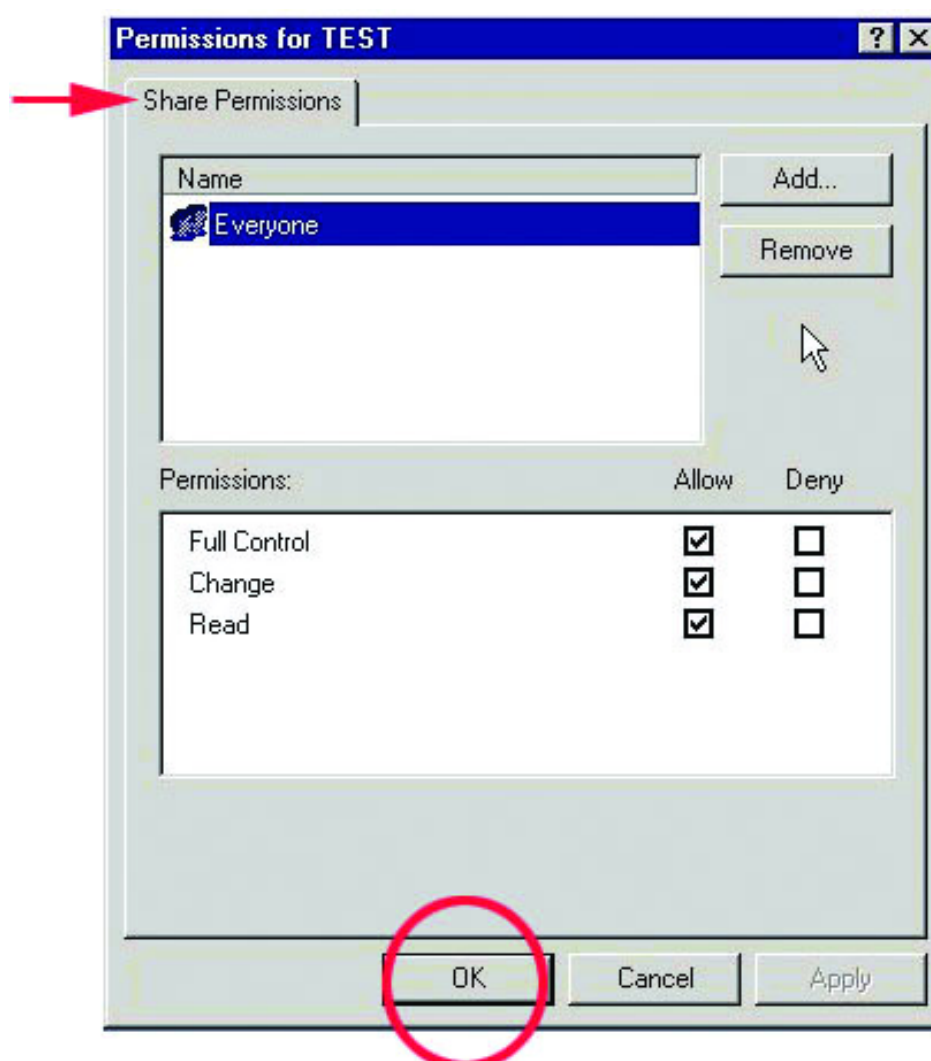 Permissions for TEST
Share Permissions
Name
Add...
Everyone
Remove
Permissions: Allow Deny
Full Control
Change
Read
OK Cancel Apply